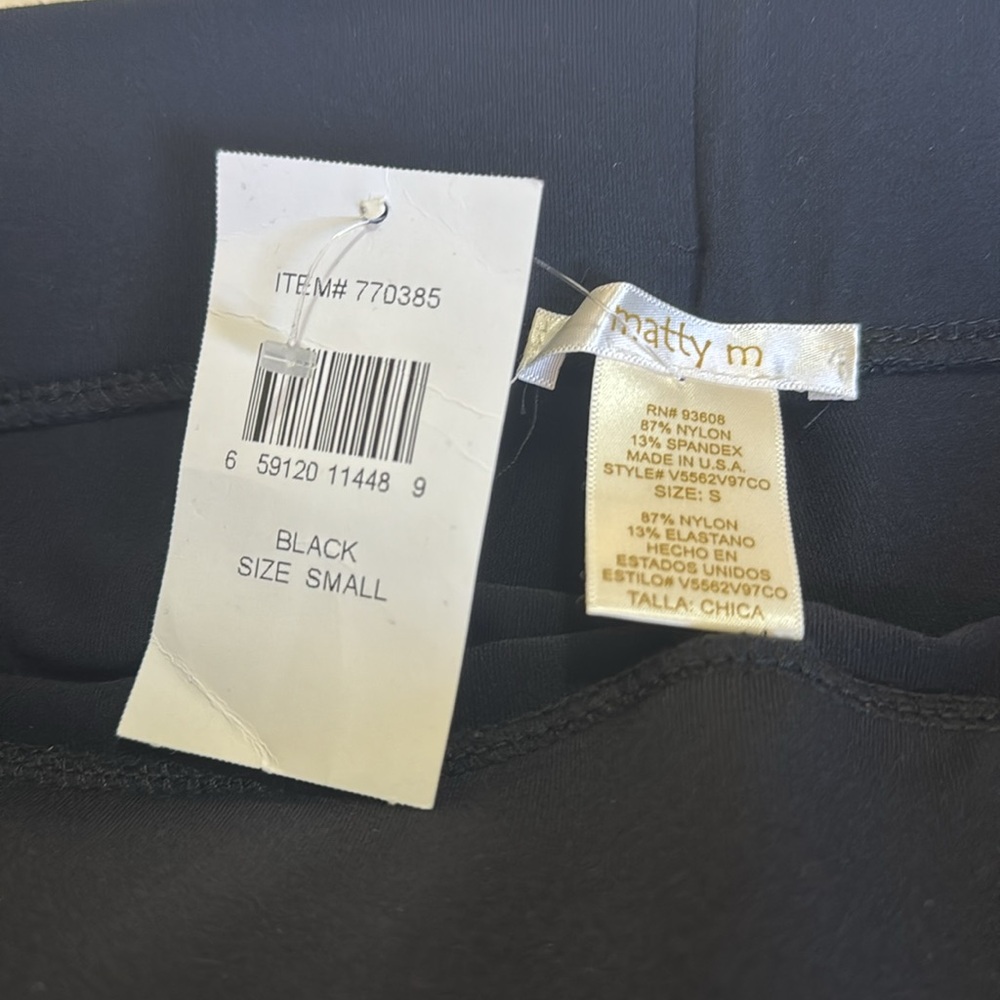 ITEM# 770385
6 59120 11448 9
BLACK
SIZE SMALL
matty m
RN# 93608
87% NYLON
13% SPANDEX
MADE IN U.S.A.
STYLE# V5562V97CO
SIZE: S
87% NYLON
13% ELASTANO
HECHO EN
ESTADOS UNIDOS
ESTILO# V5562V97CO
TALLA: CHICA